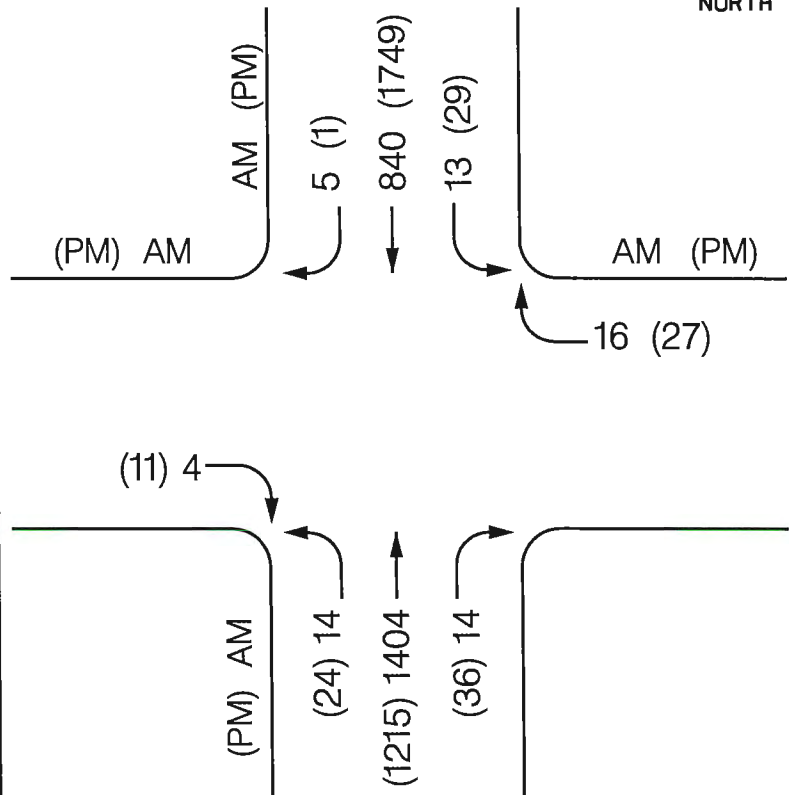 NORTH
AM (PM)
5 (1)
840 (1749)
13 (29)
(PM) AM
AM (PM)
16 (27)
(11) 4
(PM) AM
(24) 14
(1215) 1404
(36) 14